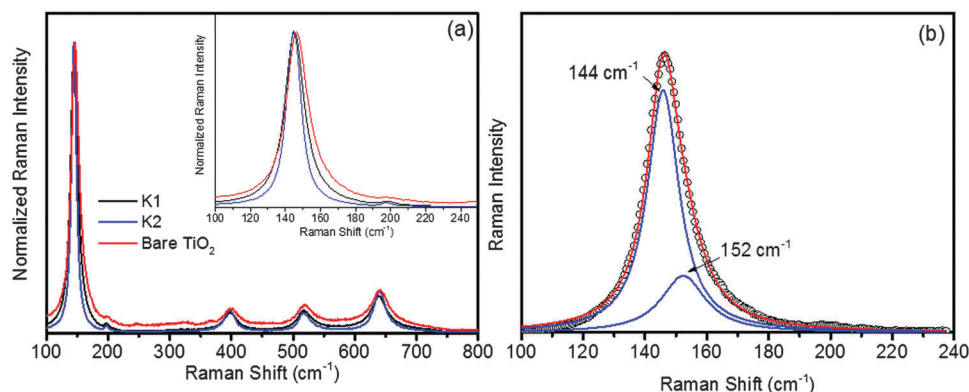 (a)
Normalized Raman Intensity
K1
K2
Bare TiO₂
100 200 300 400 500 600 700 800
Raman Shift (cm⁻¹)
Normalized Raman Intensity
100 120 140 160 180 200 220 240
Raman Shift (cm⁻¹)
(b)
Raman Intensity
144 cm⁻¹
152 cm⁻¹
100 120 140 160 180 200 220 240
Raman Shift (cm⁻¹)